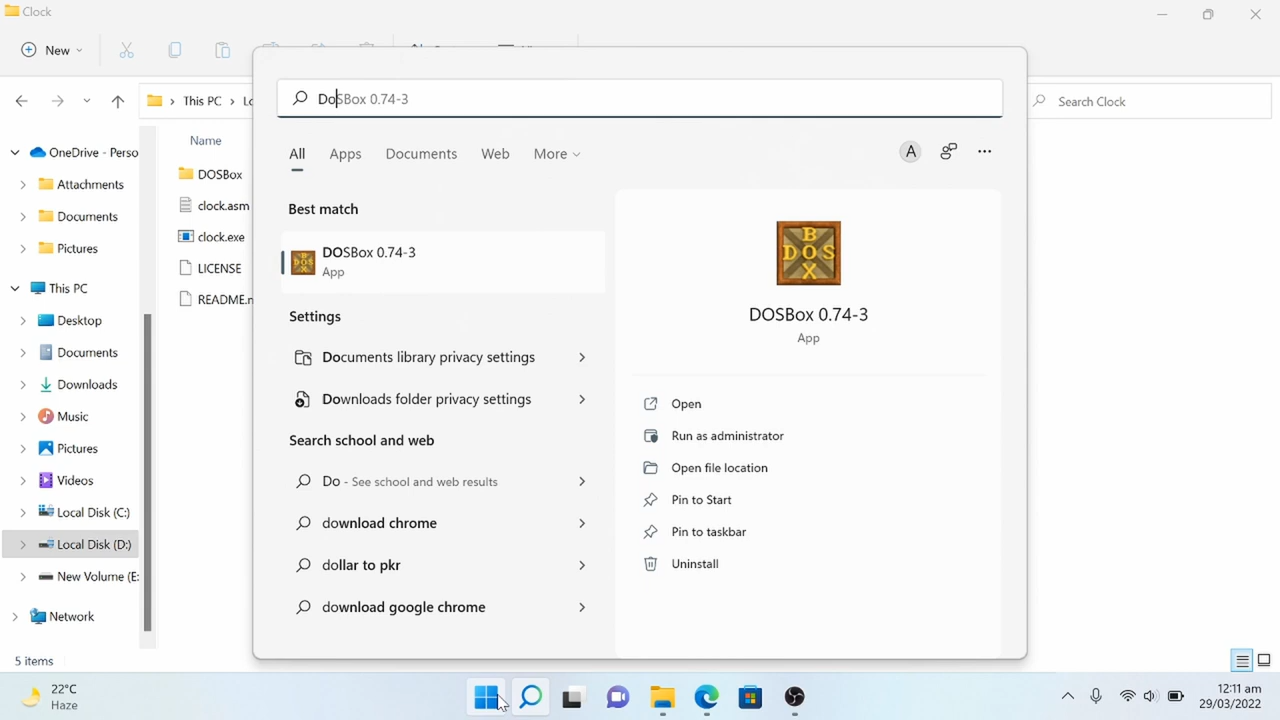 Clock
New
This PC
Search Clock
DoSBox 0.74-3
All
Apps
Documents
Web
More
A
OneDrive - Perso
Attachments
Documents
Pictures
This PC
Desktop
Documents
Downloads
Music
Pictures
Videos
Local Disk (C:)
Local Disk (D:)
New Volume (E:
Network
Name
DOSBox
clock.asm
clock.exe
LICENSE
README.m
Best match
DOSBox 0.74-3
App
Settings
Documents library privacy settings
Downloads folder privacy settings
Search school and web
Do - See school and web results
download chrome
dollar to pkr
download google chrome
BOX
DOS
DOSBox 0.74-3
App
Open
Run as administrator
Open file location
Pin to Start
Pin to taskbar
Uninstall
5 items
22°C
Haze
12:11 am
29/03/2022